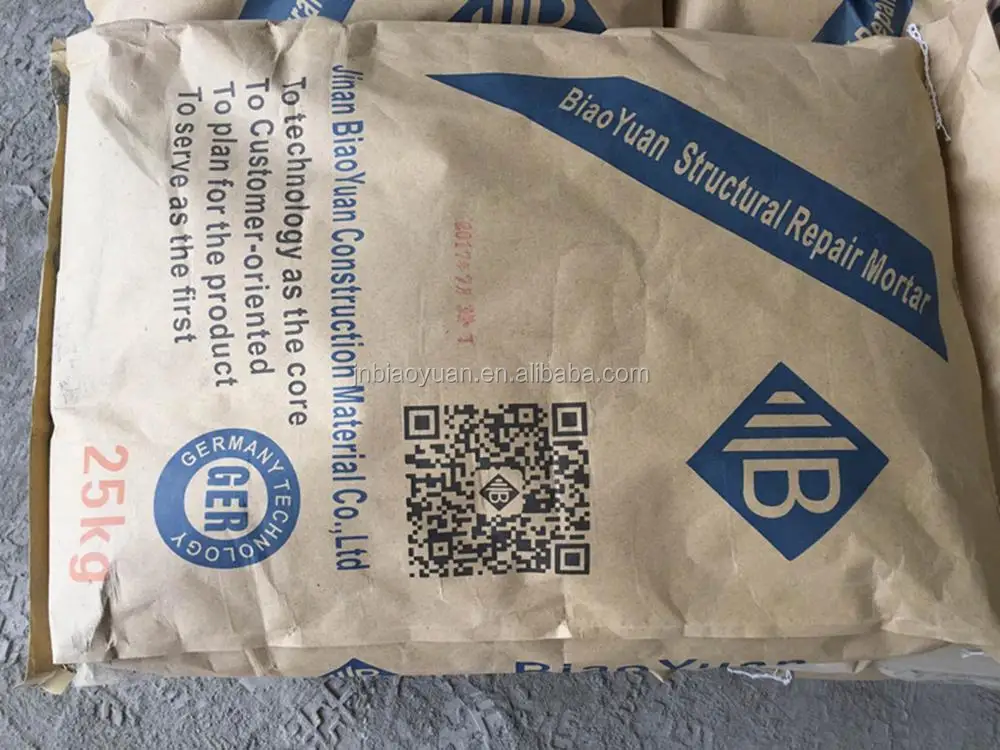 BiaoYuan Structural Repair Mortar
B
Jinan BiaoYuan Construction Material Co.,Ltd
To technology as the core
To Customer-oriented
To plan for the product
To serve as the first
GERMANY TECHNOLOGY
GER
25kg
jnbiaoyuan.en.alibaba.com
BiaoYuan
Repair